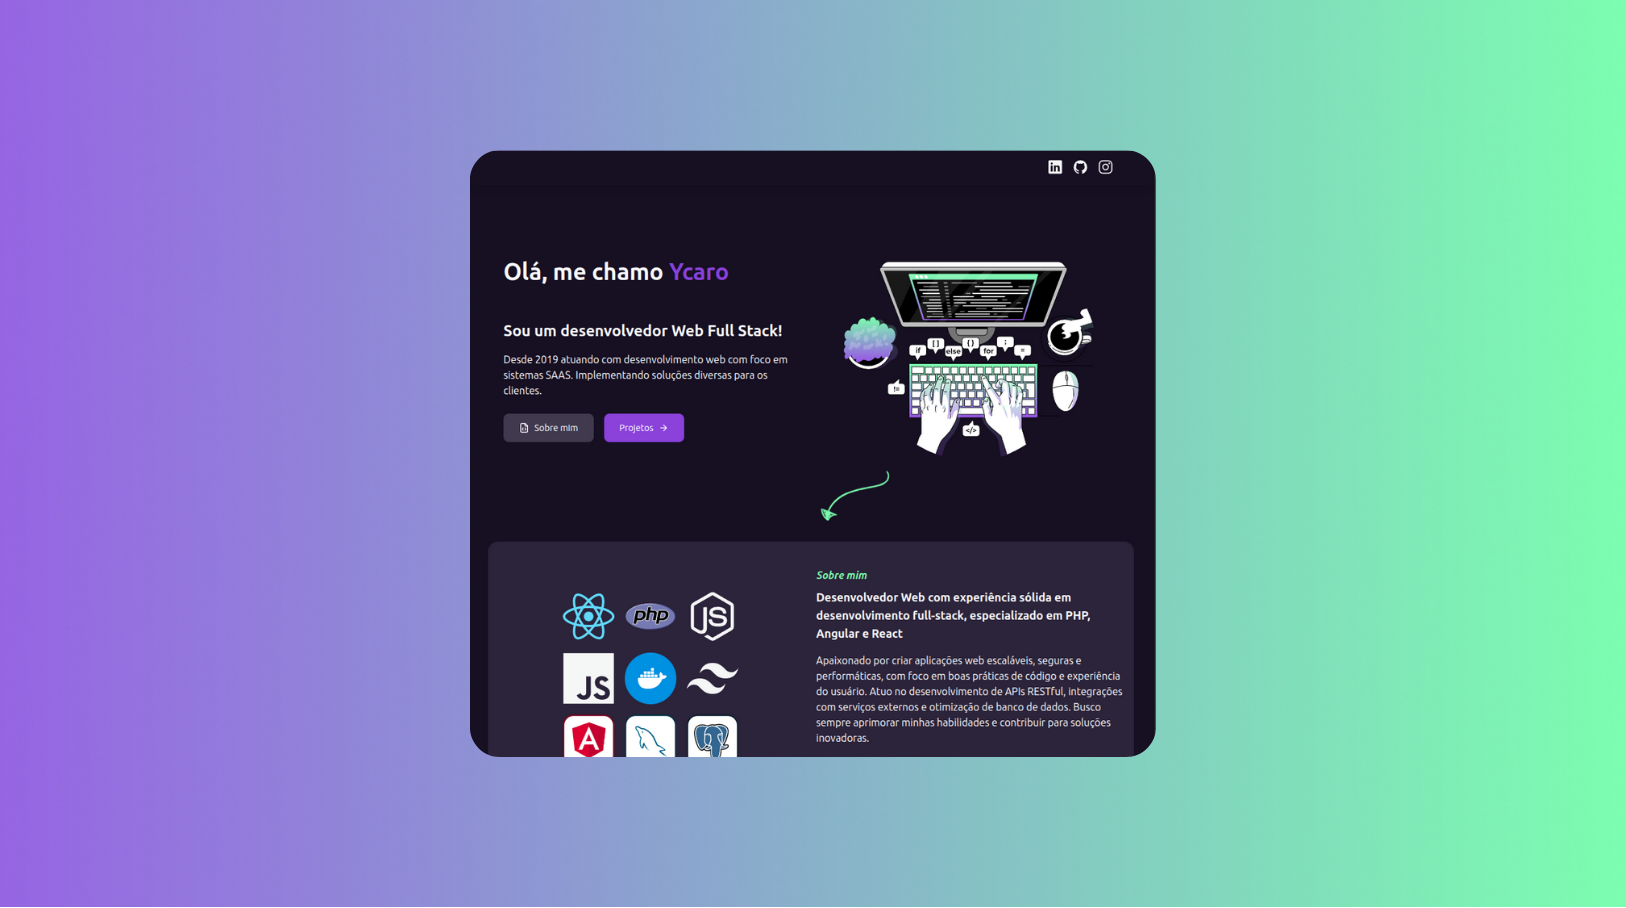 in
Olá, me chamo Ycaro
Sou um desenvolvedor Web Full Stack!
Desde 2019 atuando com desenvolvimento web com foco em
sistemas SAAS. Implementando soluções diversas para os
clientes.
Sobre mim
Projetos
if
[ ]
else
{ }
for
;
=
!=
</>
Sobre mim
Desenvolvedor Web com experiência sólida em
desenvolvimento full-stack, especializado em PHP,
Angular e React
Apaixonado por criar aplicações web escaláveis, seguras e
performáticas, com foco em boas práticas de código e experiência
do usuário. Atuo no desenvolvimento de APIs RESTful, integrações
com serviços externos e otimização de banco de dados. Busco
sempre aprimorar minhas habilidades e contribuir para soluções
inovadoras.
php
JS
JS
A